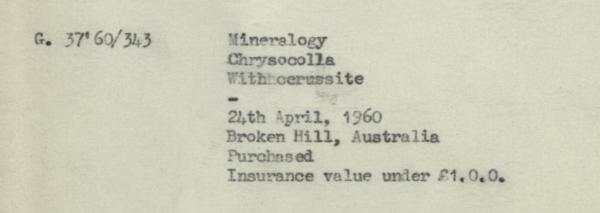 G. 37'60/343 Mineralogy
Chrysocolla
With cerussite
-
24th April, 1960
Broken Hill, Australia
Purchased
Insurance value under £1.0.0.